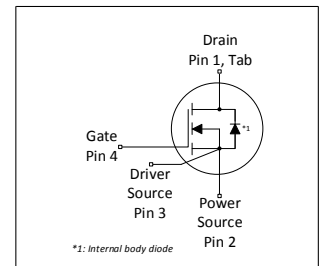 Drain
Pin 1, Tab
*1
Gate
Pin 4
Driver
Source
Pin 3
Power
Source
Pin 2
*1: Internal body diode